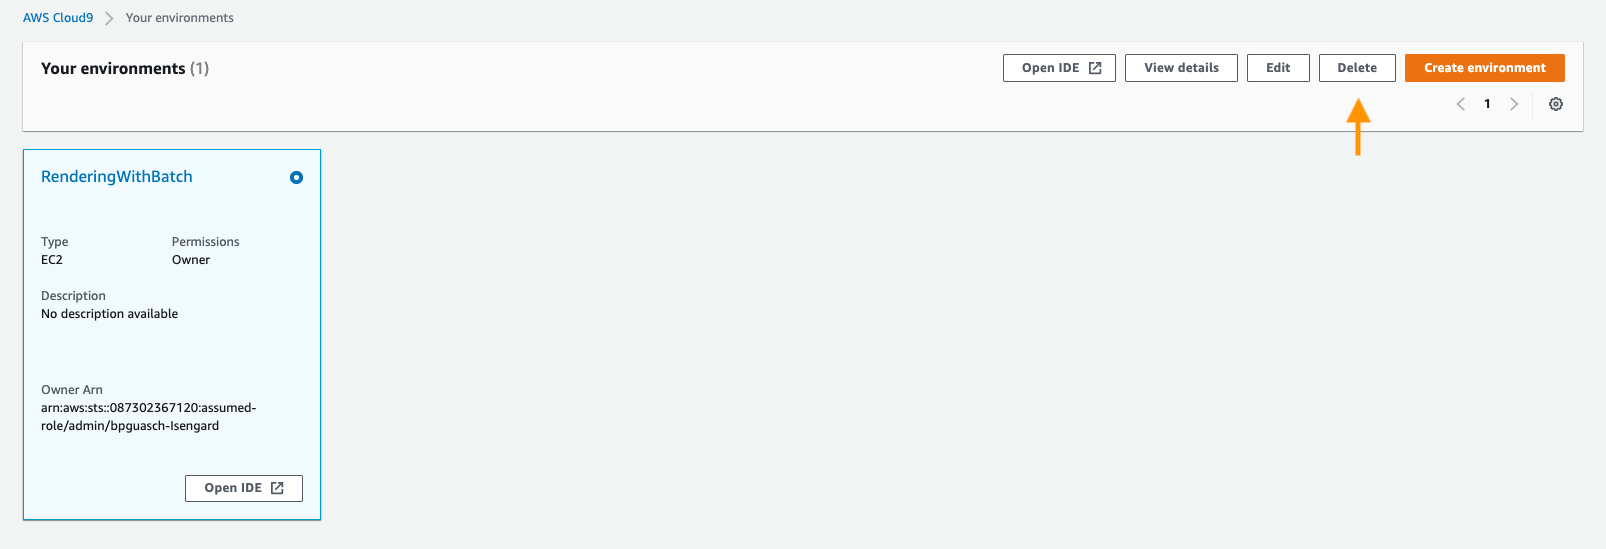 AWS Cloud9 > Your environments
Your environments (1)
Open IDE View details Edit Delete Create environment
< 1 >
RenderingWithBatch
Type Permissions
EC2 Owner
Description
No description available
Owner Arn
arn:aws:sts::087302367120:assumed-
role/admin/bpguasch-Isengard
Open IDE